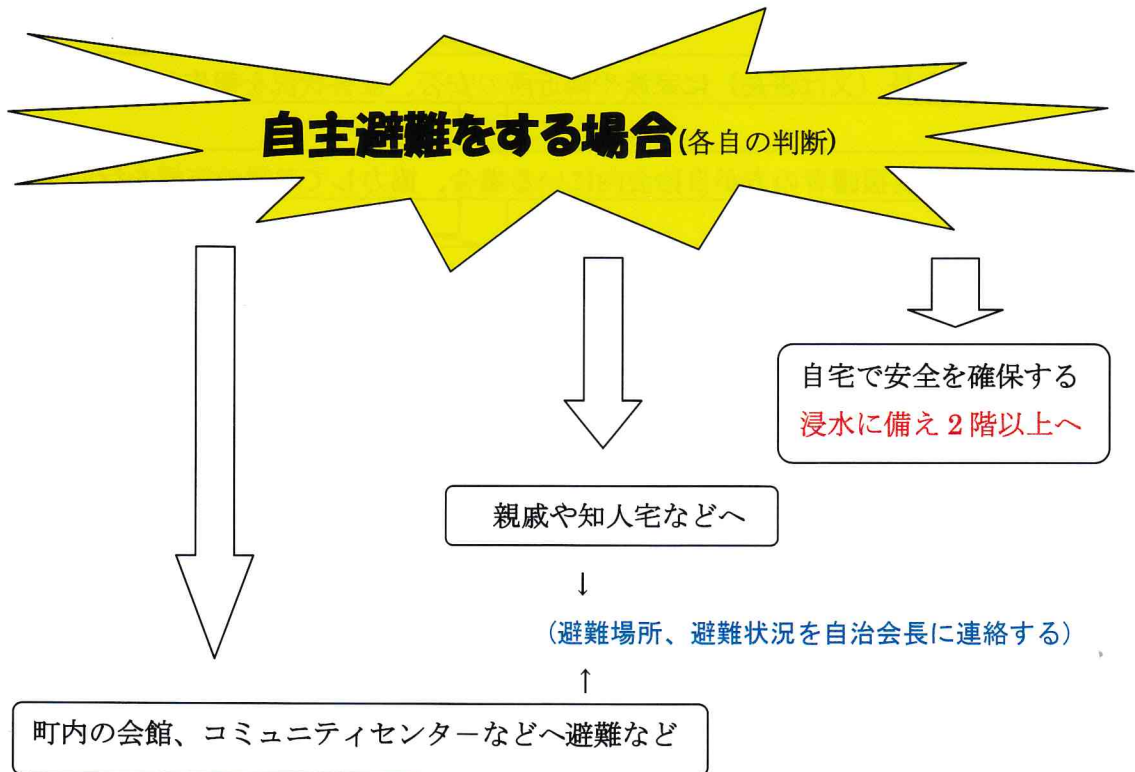 自主避難をする場合(各自の判断)
自宅で安全を確保する
浸水に備え2階以上へ
親戚や知人宅などへ
↓
(避難場所、避難状況を自治会長に連絡する)
↑
町内の会館、コミュニティセンターなどへ避難など